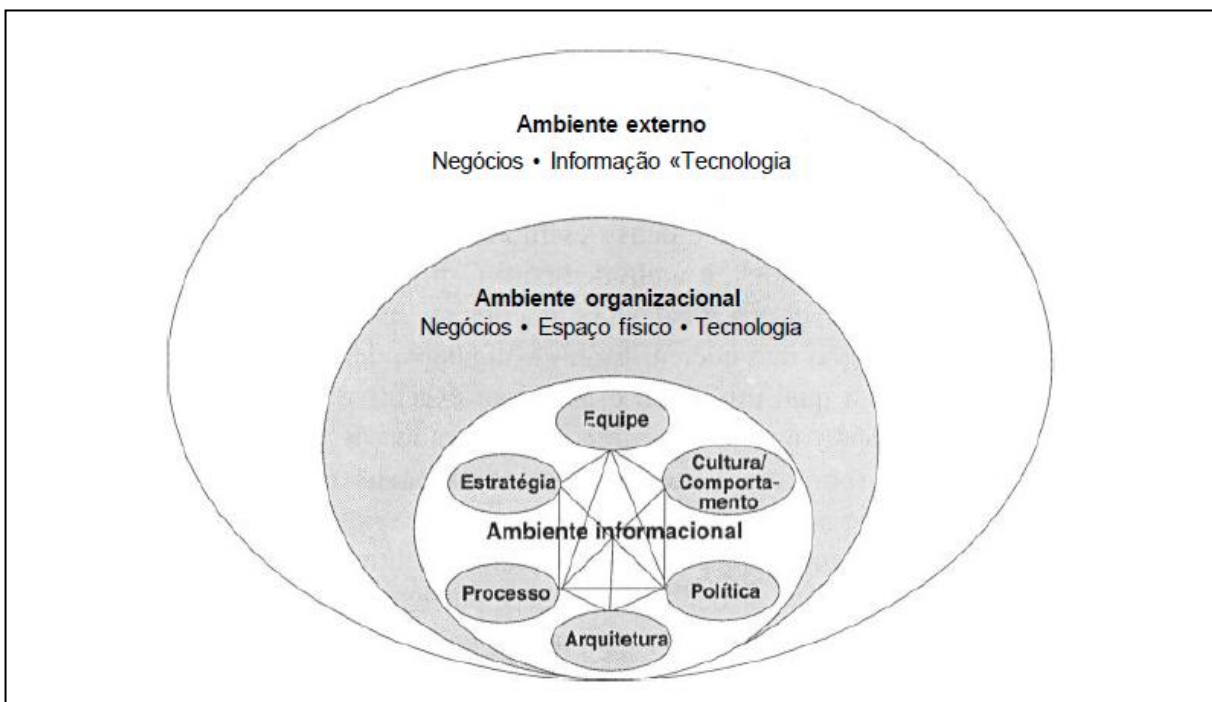 Ambiente externo
Negócios • Informação «Tecnologia
Ambiente organizacional
Negócios • Espaço físico • Tecnologia
Equipe
Estratégia
Cultura/
Comporta-
mento
Ambiente informacional
Processo
Política
Arquitetura